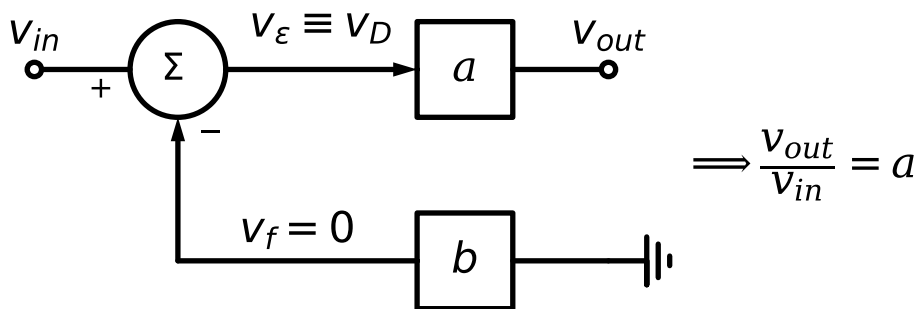 v_in
v_ε ≡ v_D
v_out
Σ
a
+
−
⟹ v_out/v_in = a
v_f = 0
b